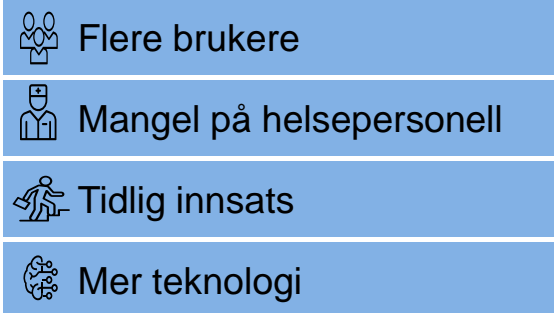 Flere brukere
Mangel på helsepersonell
Tidlig innsats
Mer teknologi